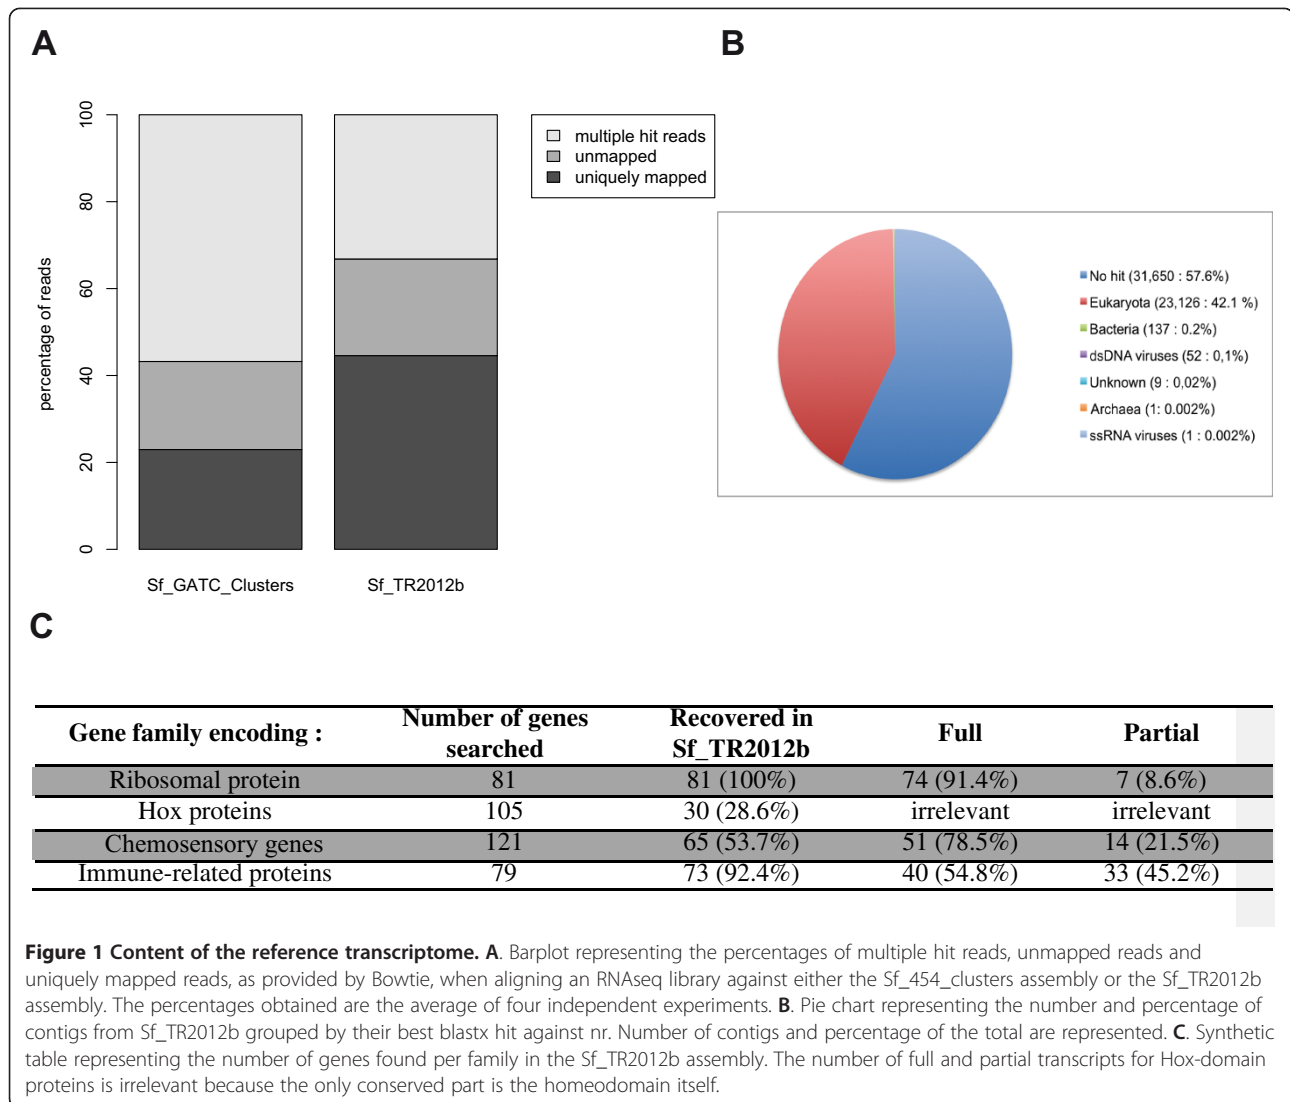 A
B
100
80
60
40
20
0
percentage of reads
multiple hit reads
unmapped
uniquely mapped
Sf_GATC_Clusters
Sf_TR2012b
No hit (31,650 : 57.6%)
Eukaryota (23,126 : 42.1 %)
Bacteria (137 : 0.2%)
dsDNA viruses (52 : 0,1%)
Unknown (9 : 0,02%)
Archaea (1: 0.002%)
ssRNA viruses (1 : 0.002%)
C
Gene family encoding : Number of genes searched Recovered in Sf_TR2012b Full Partial
Ribosomal protein 81 81 (100%) 74 (91.4%) 7 (8.6%)
Hox proteins 105 30 (28.6%) irrelevant irrelevant
Chemosensory genes 121 65 (53.7%) 51 (78.5%) 14 (21.5%)
Immune-related proteins 79 73 (92.4%) 40 (54.8%) 33 (45.2%)
Figure 1 Content of the reference transcriptome. A. Barplot representing the percentages of multiple hit reads, unmapped reads and
uniquely mapped reads, as provided by Bowtie, when aligning an RNAseq library against either the Sf_454_clusters assembly or the Sf_TR2012b
assembly. The percentages obtained are the average of four independent experiments. B. Pie chart representing the number and percentage of
contigs from Sf_TR2012b grouped by their best blastx hit against nr. Number of contigs and percentage of the total are represented. C. Synthetic
table representing the number of genes found per family in the Sf_TR2012b assembly. The number of full and partial transcripts for Hox-domain
proteins is irrelevant because the only conserved part is the homeodomain itself.